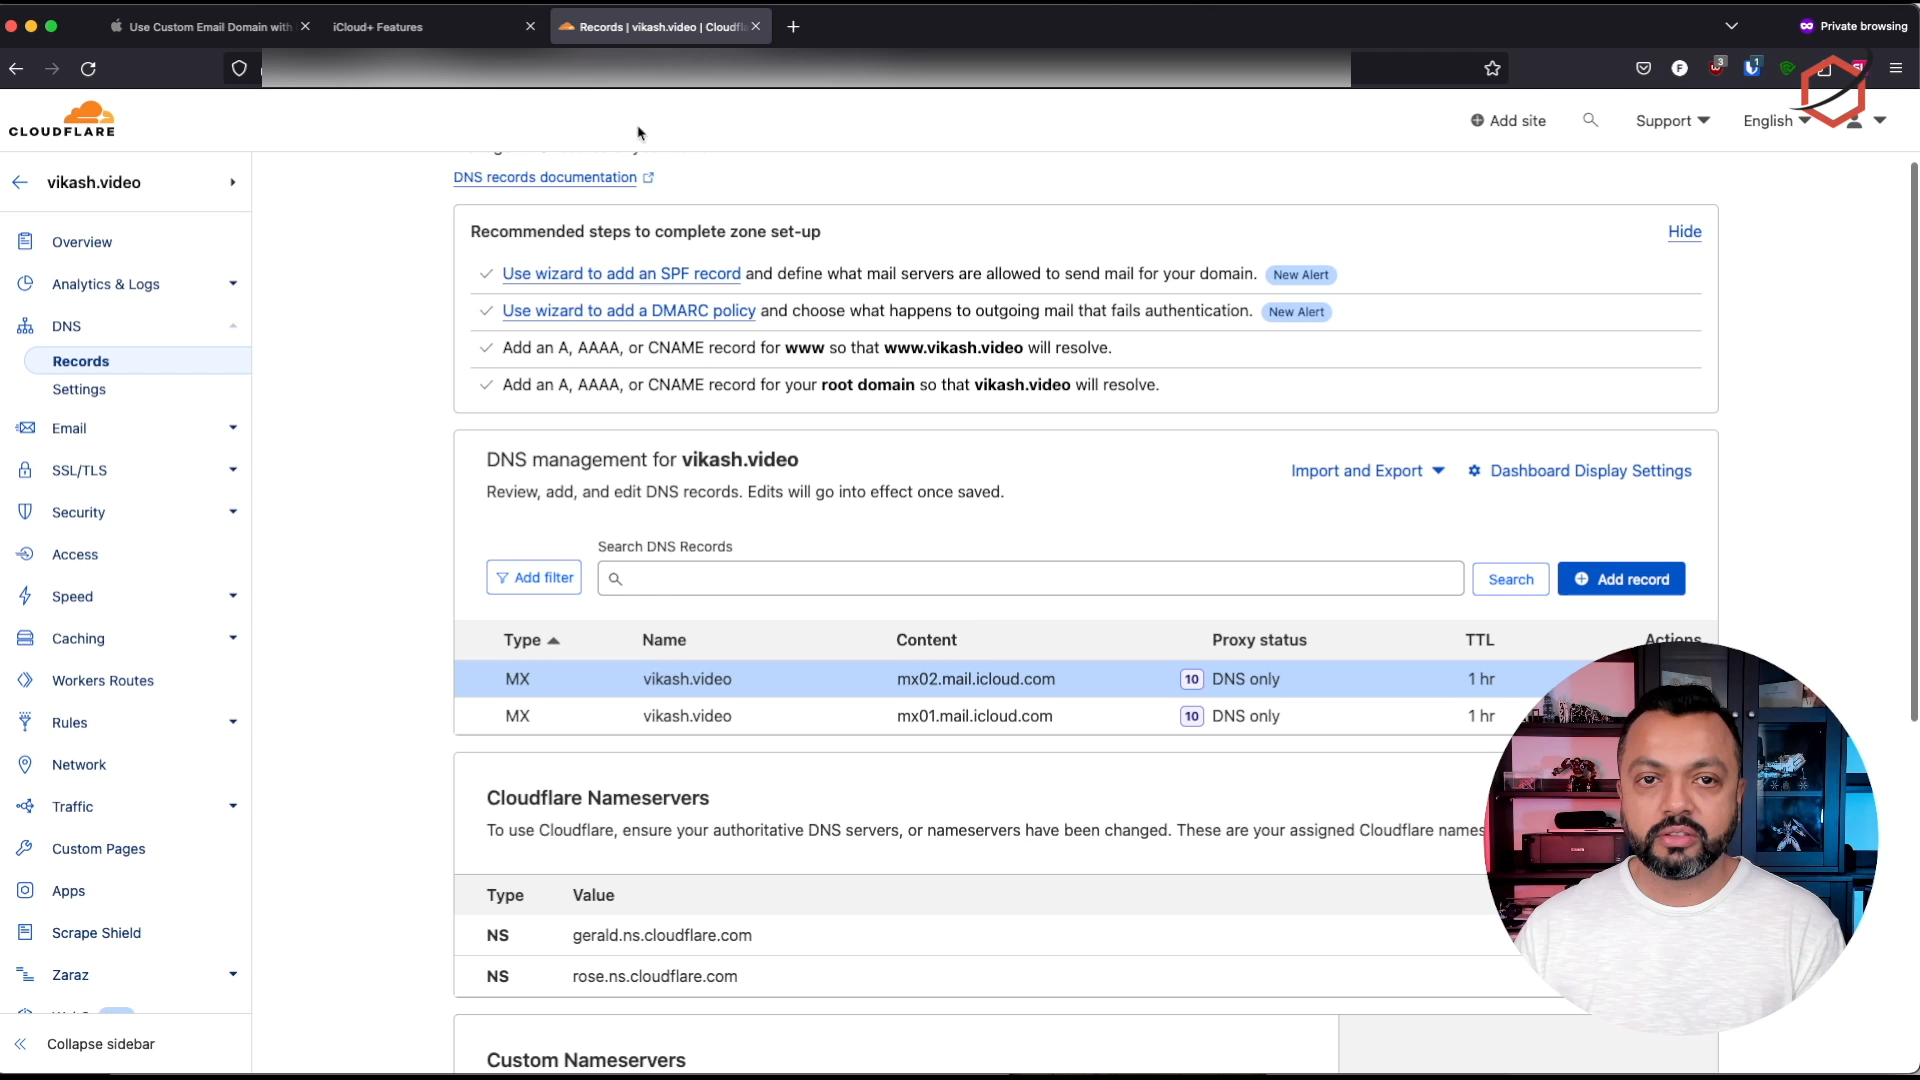 Use Custom Email Domain with
iCloud+ Features
Records | vikash.video | Cloudfla
Private browsing
F
3
1
CLOUDFLARE
Add site
Support
English
vikash.video
DNS records documentation
Overview
Analytics & Logs
DNS
Records
Settings
Email
SSL/TLS
Security
Access
Speed
Caching
Workers Routes
Rules
Network
Traffic
Custom Pages
Apps
Scrape Shield
Zaraz
Collapse sidebar
Recommended steps to complete zone set-up
Hide
Use wizard to add an SPF record and define what mail servers are allowed to send mail for your domain. New Alert
Use wizard to add a DMARC policy and choose what happens to outgoing mail that fails authentication. New Alert
Add an A, AAAA, or CNAME record for www so that www.vikash.video will resolve.
Add an A, AAAA, or CNAME record for your root domain so that vikash.video will resolve.
DNS management for vikash.video
Import and Export
Dashboard Display Settings
Review, add, and edit DNS records. Edits will go into effect once saved.
Search DNS Records
Add filter
Search
Add record
Type Name Content Proxy status TTL Actions
MX vikash.video mx02.mail.icloud.com 10 DNS only 1 hr
MX vikash.video mx01.mail.icloud.com 10 DNS only 1 hr
Cloudflare Nameservers
To use Cloudflare, ensure your authoritative DNS servers, or nameservers have been changed. These are your assigned Cloudflare names
Type Value
NS gerald.ns.cloudflare.com
NS rose.ns.cloudflare.com
Custom Nameservers